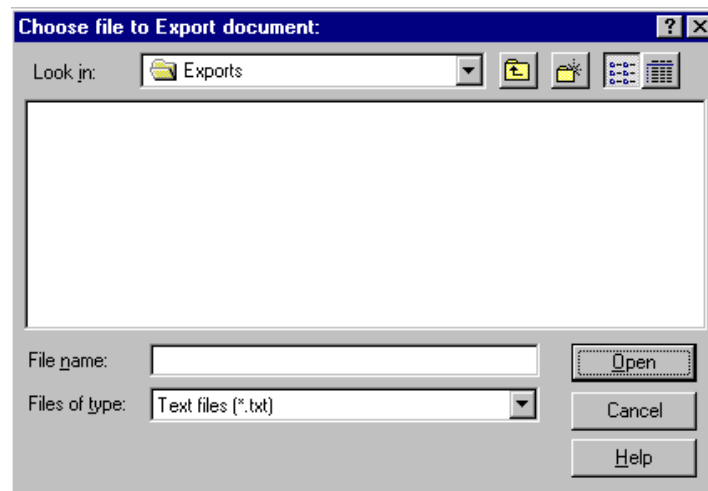 Choose file to Export document:
Look in: Exports
File name:
Open
Files of type: Text files (*.txt)
Cancel
Help